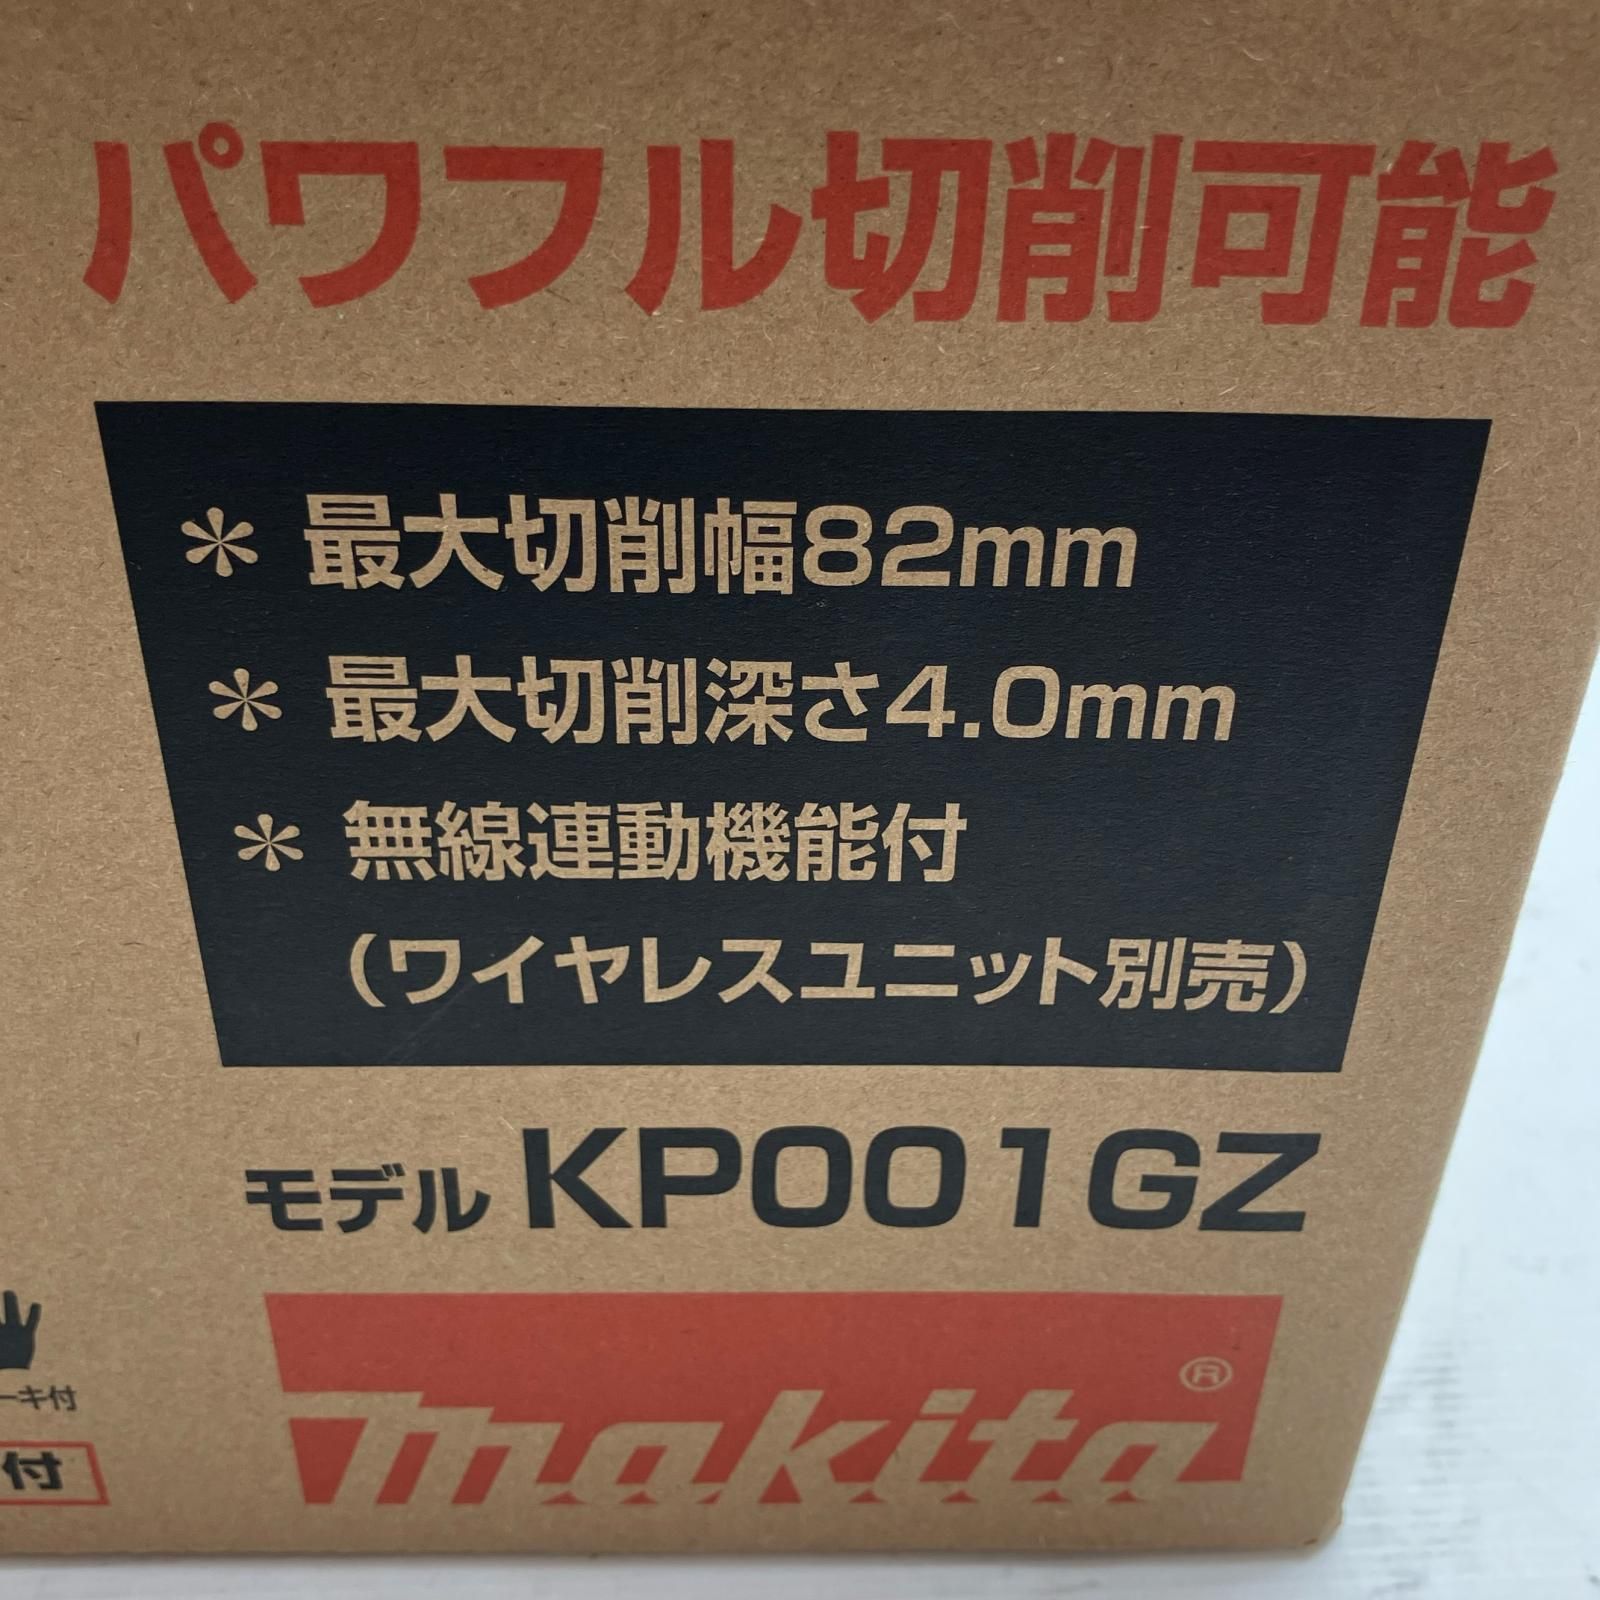 パワフル切削可能
* 最大切削幅82mm
* 最大切削深さ4.0mm
* 無線連動機能付
(ワイヤレスユニット別売)
モデル KP001GZ
ーキ付
付
makita®